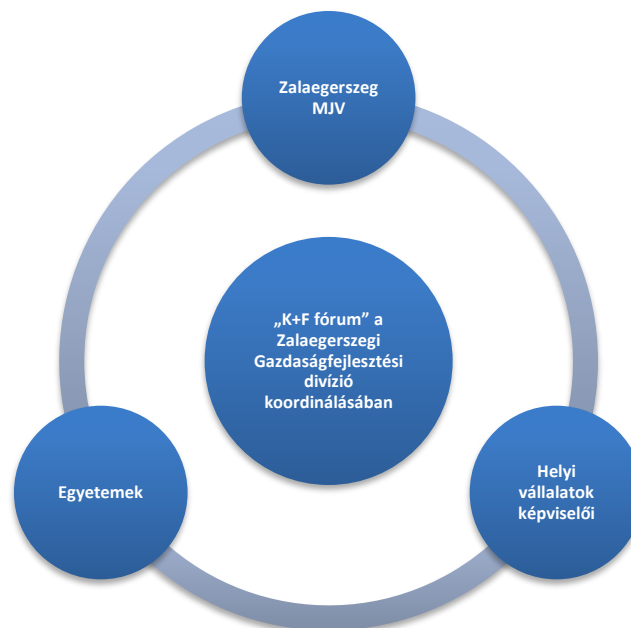 Zalaegerszeg
MJV
„K+F fórum” a
Zalaegerszegi
Gazdaságfejlesztési
divízió
koordinálásában
Egyetemek
Helyi
vállalatok
képviselői